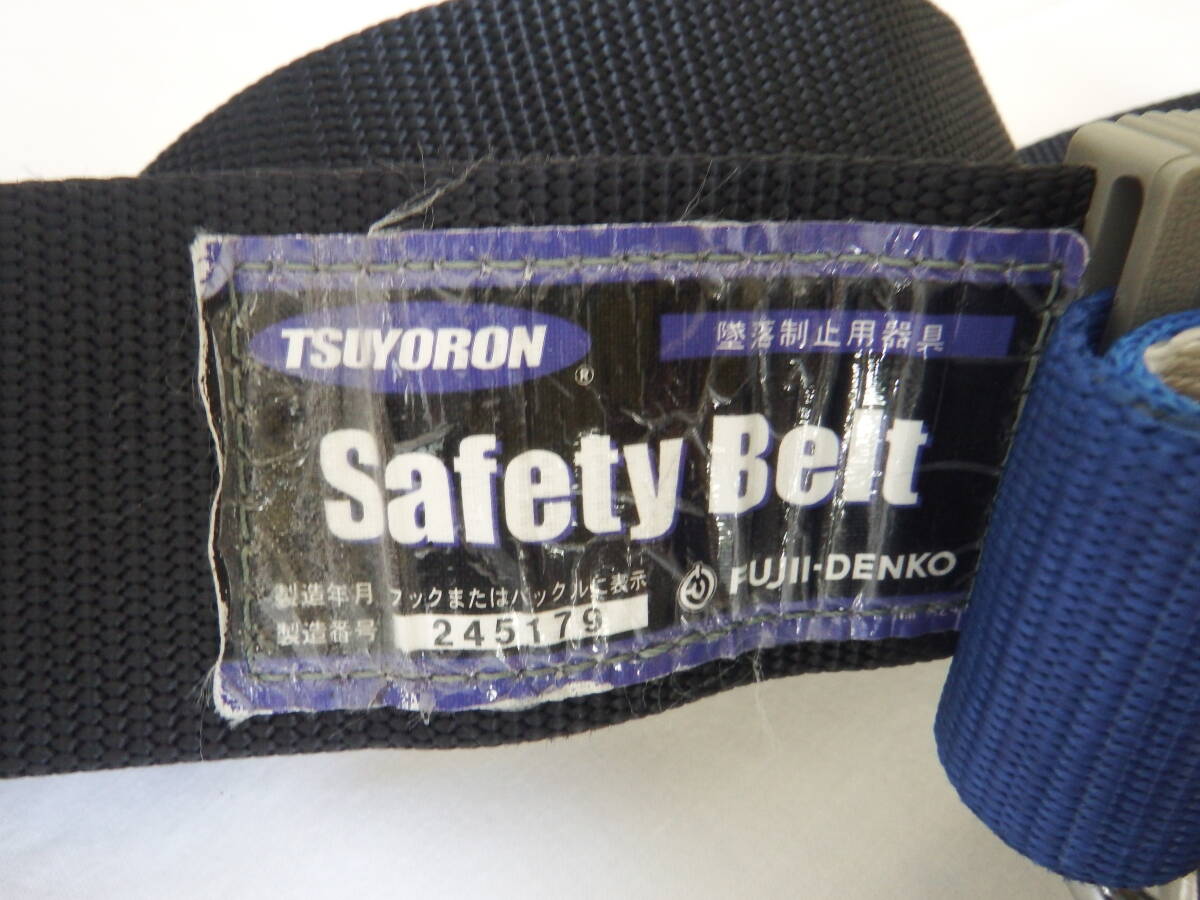 TSUYORON
®
墜落制止用器具
Safety Belt
製造年月 フックまたはバックルに表示
製造番号 245179
FUJII-DENKO